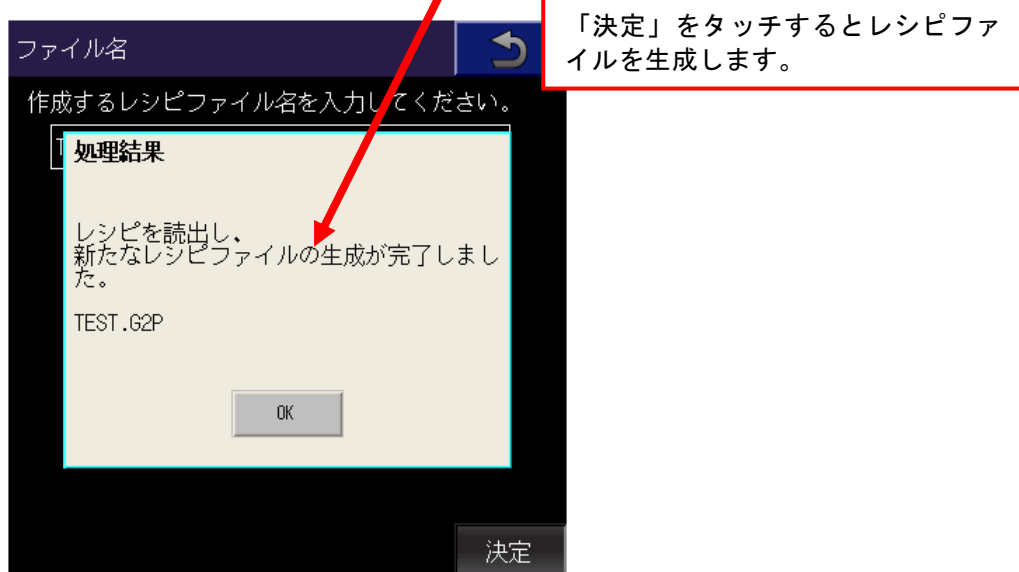 「決定」をタッチするとレシピファ
イルを生成します。
ファイル名
作成するレシピファイル名を入力してください。
処理結果
レシピを読出し、
新たなレシピファイルの生成が完了しまし
た。
TEST.G2P
OK
決定